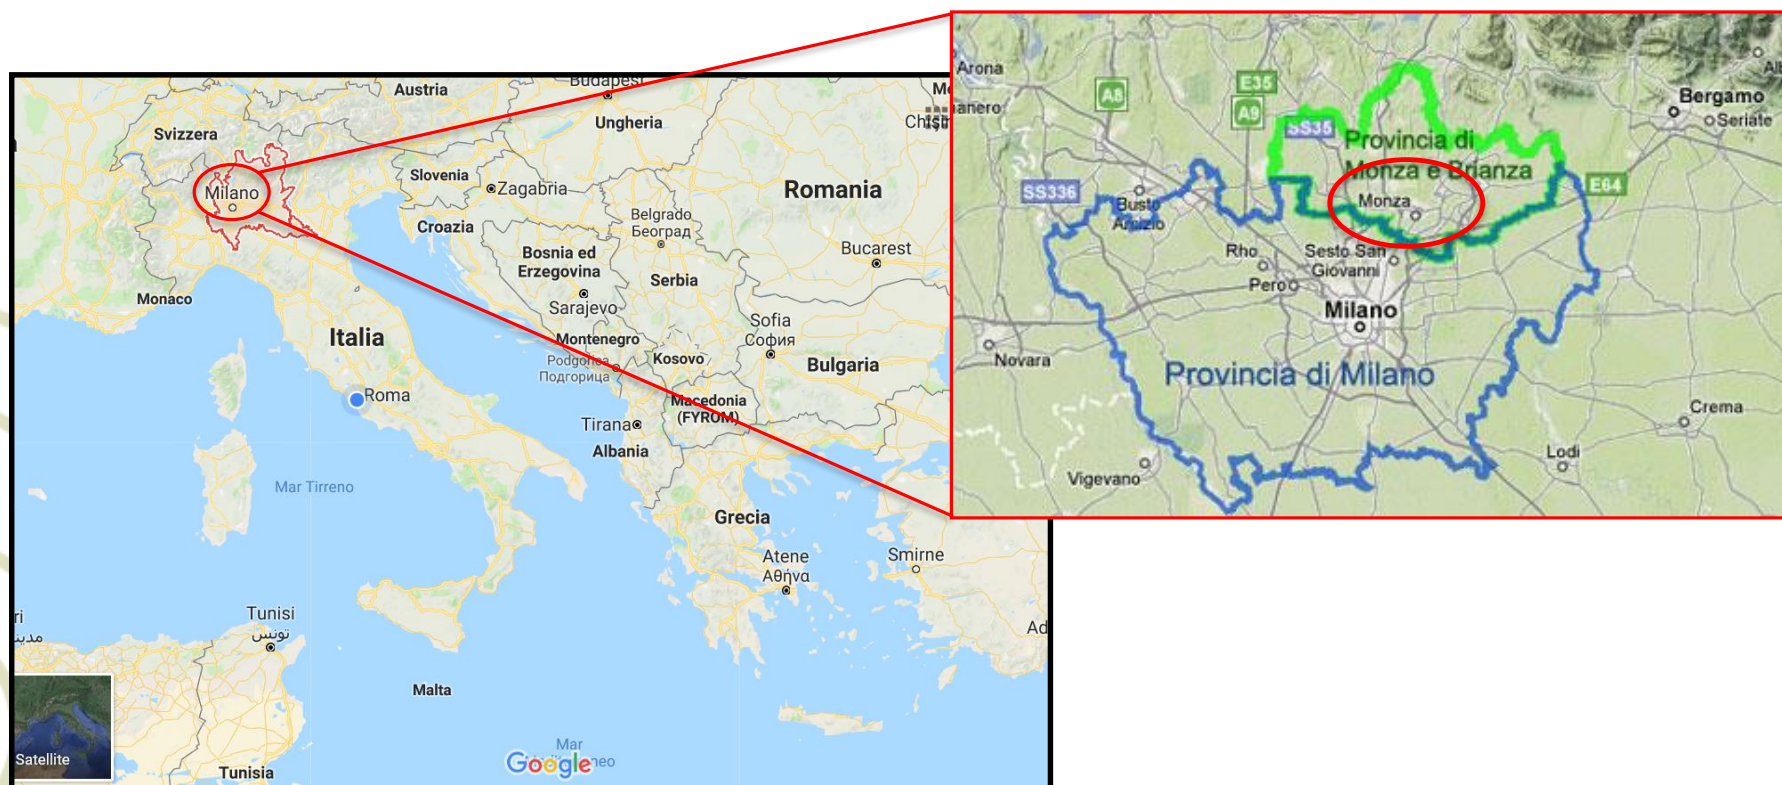 Budapest
Austria
Svizzera
Ungheria
Milano
Slovenia
Zagabria
Romania
Croazia
Belgrado
Београд
Bosnia ed
Erzegovina
Bucarest
Serbia
Monaco
Sarajevo
Italia
Montenegro
Sofia
София
Podgorica
Подгорица
Kosovo
Bulgaria
Roma
Macedonia
(FYROM)
Tirana
Albania
Mar Tirreno
Grecia
Atene
Αθήνα
Smirne
Tunisi
تونس
Malta
Mar
Google
Satellite
Tunisia
Arona
A8
E35
A9
SS35
Bergamo
Seriate
Provincia di
Monza e Brianza
SS336
E64
Busto
Arsizio
Monza
Rho
Sesto San
Giovanni
Pero
Milano
Novara
Provincia di Milano
Crema
Vigevano
Lodi